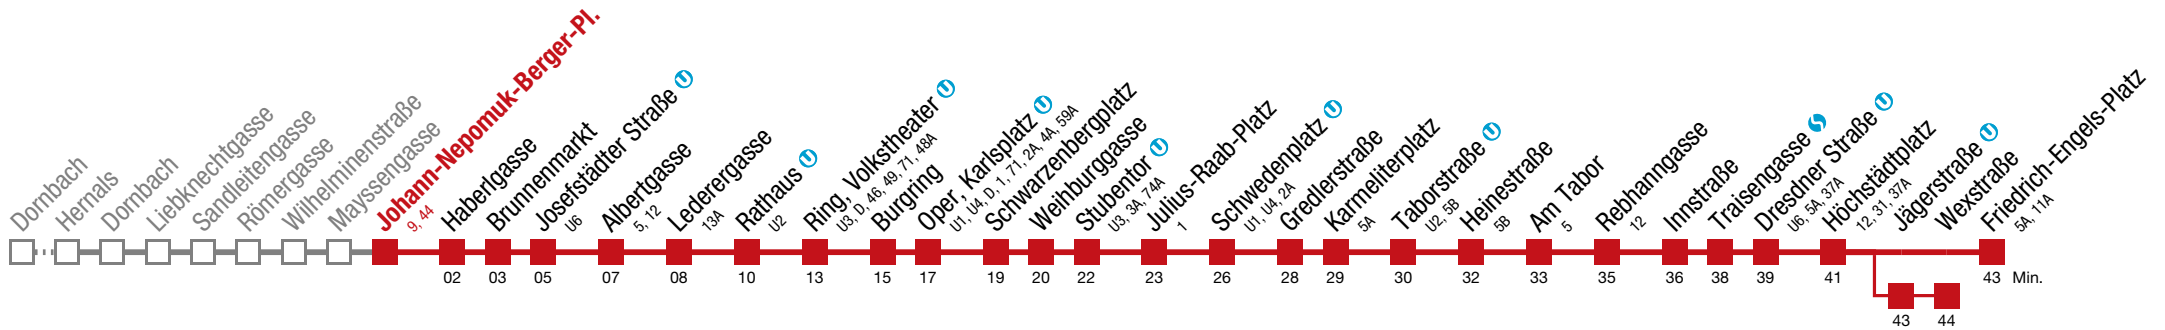 Dornbach
Hernals
Dornbach
Liebknechtgasse
Sandleitengasse
Römergasse
Wilhelminenstraße
Mayssengasse
Johann-Nepomuk-Berger-Pl.
9, 44
Haberlgasse
Brunnenmarkt
Josefstädter Straße U
U6
Albertgasse
5, 12
Lederergasse
13A
Rathaus U
U2
Ring, Volkstheater U
U3, D, 46, 49, 71, 48A
Burgring
Oper, Karlsplatz U
U1, U4, D, 1, 71, 2A, 4A, 59A
Schwarzenbergplatz
Weihburggasse
Stubentor U
U3, 3A, 74A
Julius-Raab-Platz
1
Schwedenplatz U
U1, U4, 2A
Gredlerstraße
Karmeliterplatz
5A
Taborstraße U
U2, 5B
Heinestraße
5B
Am Tabor
5
Rebhanngasse
12
Innstraße
Traisengasse
Dresdner Straße U
U6, 5A, 37A
Höchstädtplatz
12, 31, 37A
Jägerstraße U
Wexstraße
Friedrich-Engels-Platz
5A, 11A
02 03 05 07 08 10 13 15 17 19 20 22 23 26 28 29 30 32 33 35 36 38 39 41 43 Min.
43 44